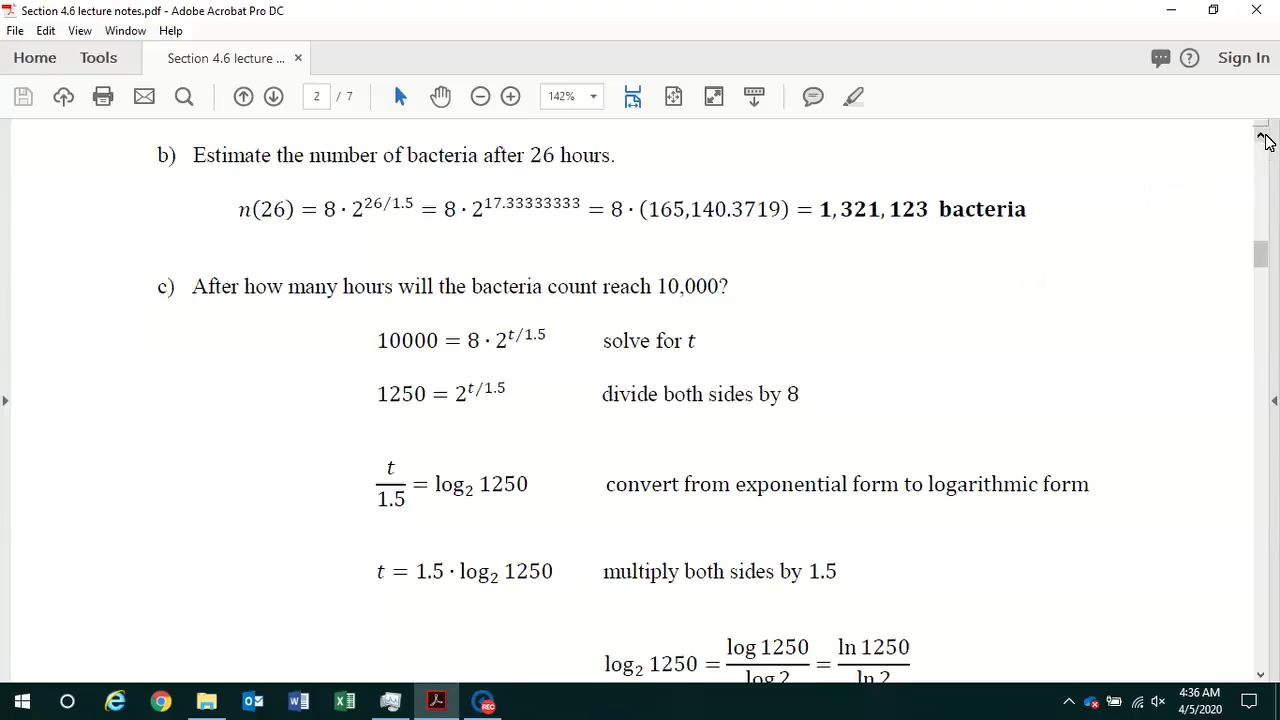 Section 4.6 lecture notes.pdf - Adobe Acrobat Pro DC
File Edit View Window Help
Home Tools Section 4.6 lecture ... × Sign In
2 / 7 142%
b) Estimate the number of bacteria after 26 hours.
n(26) = 8 · 2^{26/1.5} = 8 · 2^{17.33333333} = 8 · (165,140.3719) = 1,321,123 bacteria
c) After how many hours will the bacteria count reach 10,000?
10000 = 8 · 2^{t/1.5} solve for t
1250 = 2^{t/1.5} divide both sides by 8
t/1.5 = log₂ 1250 convert from exponential form to logarithmic form
t = 1.5 · log₂ 1250 multiply both sides by 1.5
log₂ 1250 = log 1250/log 2 = ln 1250/ln 2
4:36 AM
4/5/2020